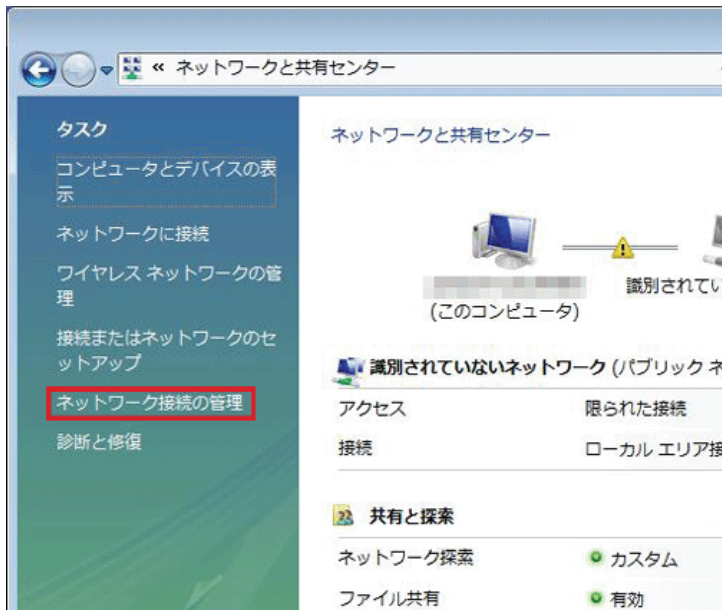 « ネットワークと共有センター
タスク
コンピュータとデバイスの表
示
ネットワークに接続
ワイヤレス ネットワークの管
理
接続またはネットワークのセ
ットアップ
ネットワーク接続の管理
診断と修復
ネットワークと共有センター
(このコンピュータ)
識別されてい
識別されていないネットワーク (パブリック ネ
アクセス 限られた接続
接続 ローカル エリア接
共有と探索
ネットワーク探索 カスタム
ファイル共有 有効